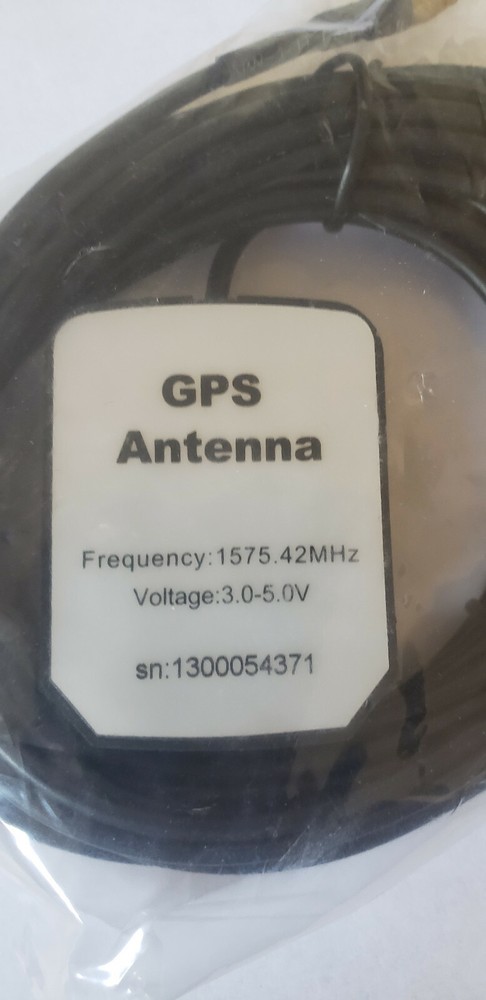 GPS
Antenna
Frequency:1575.42MHz
Voltage:3.0-5.0V
sn:1300054371